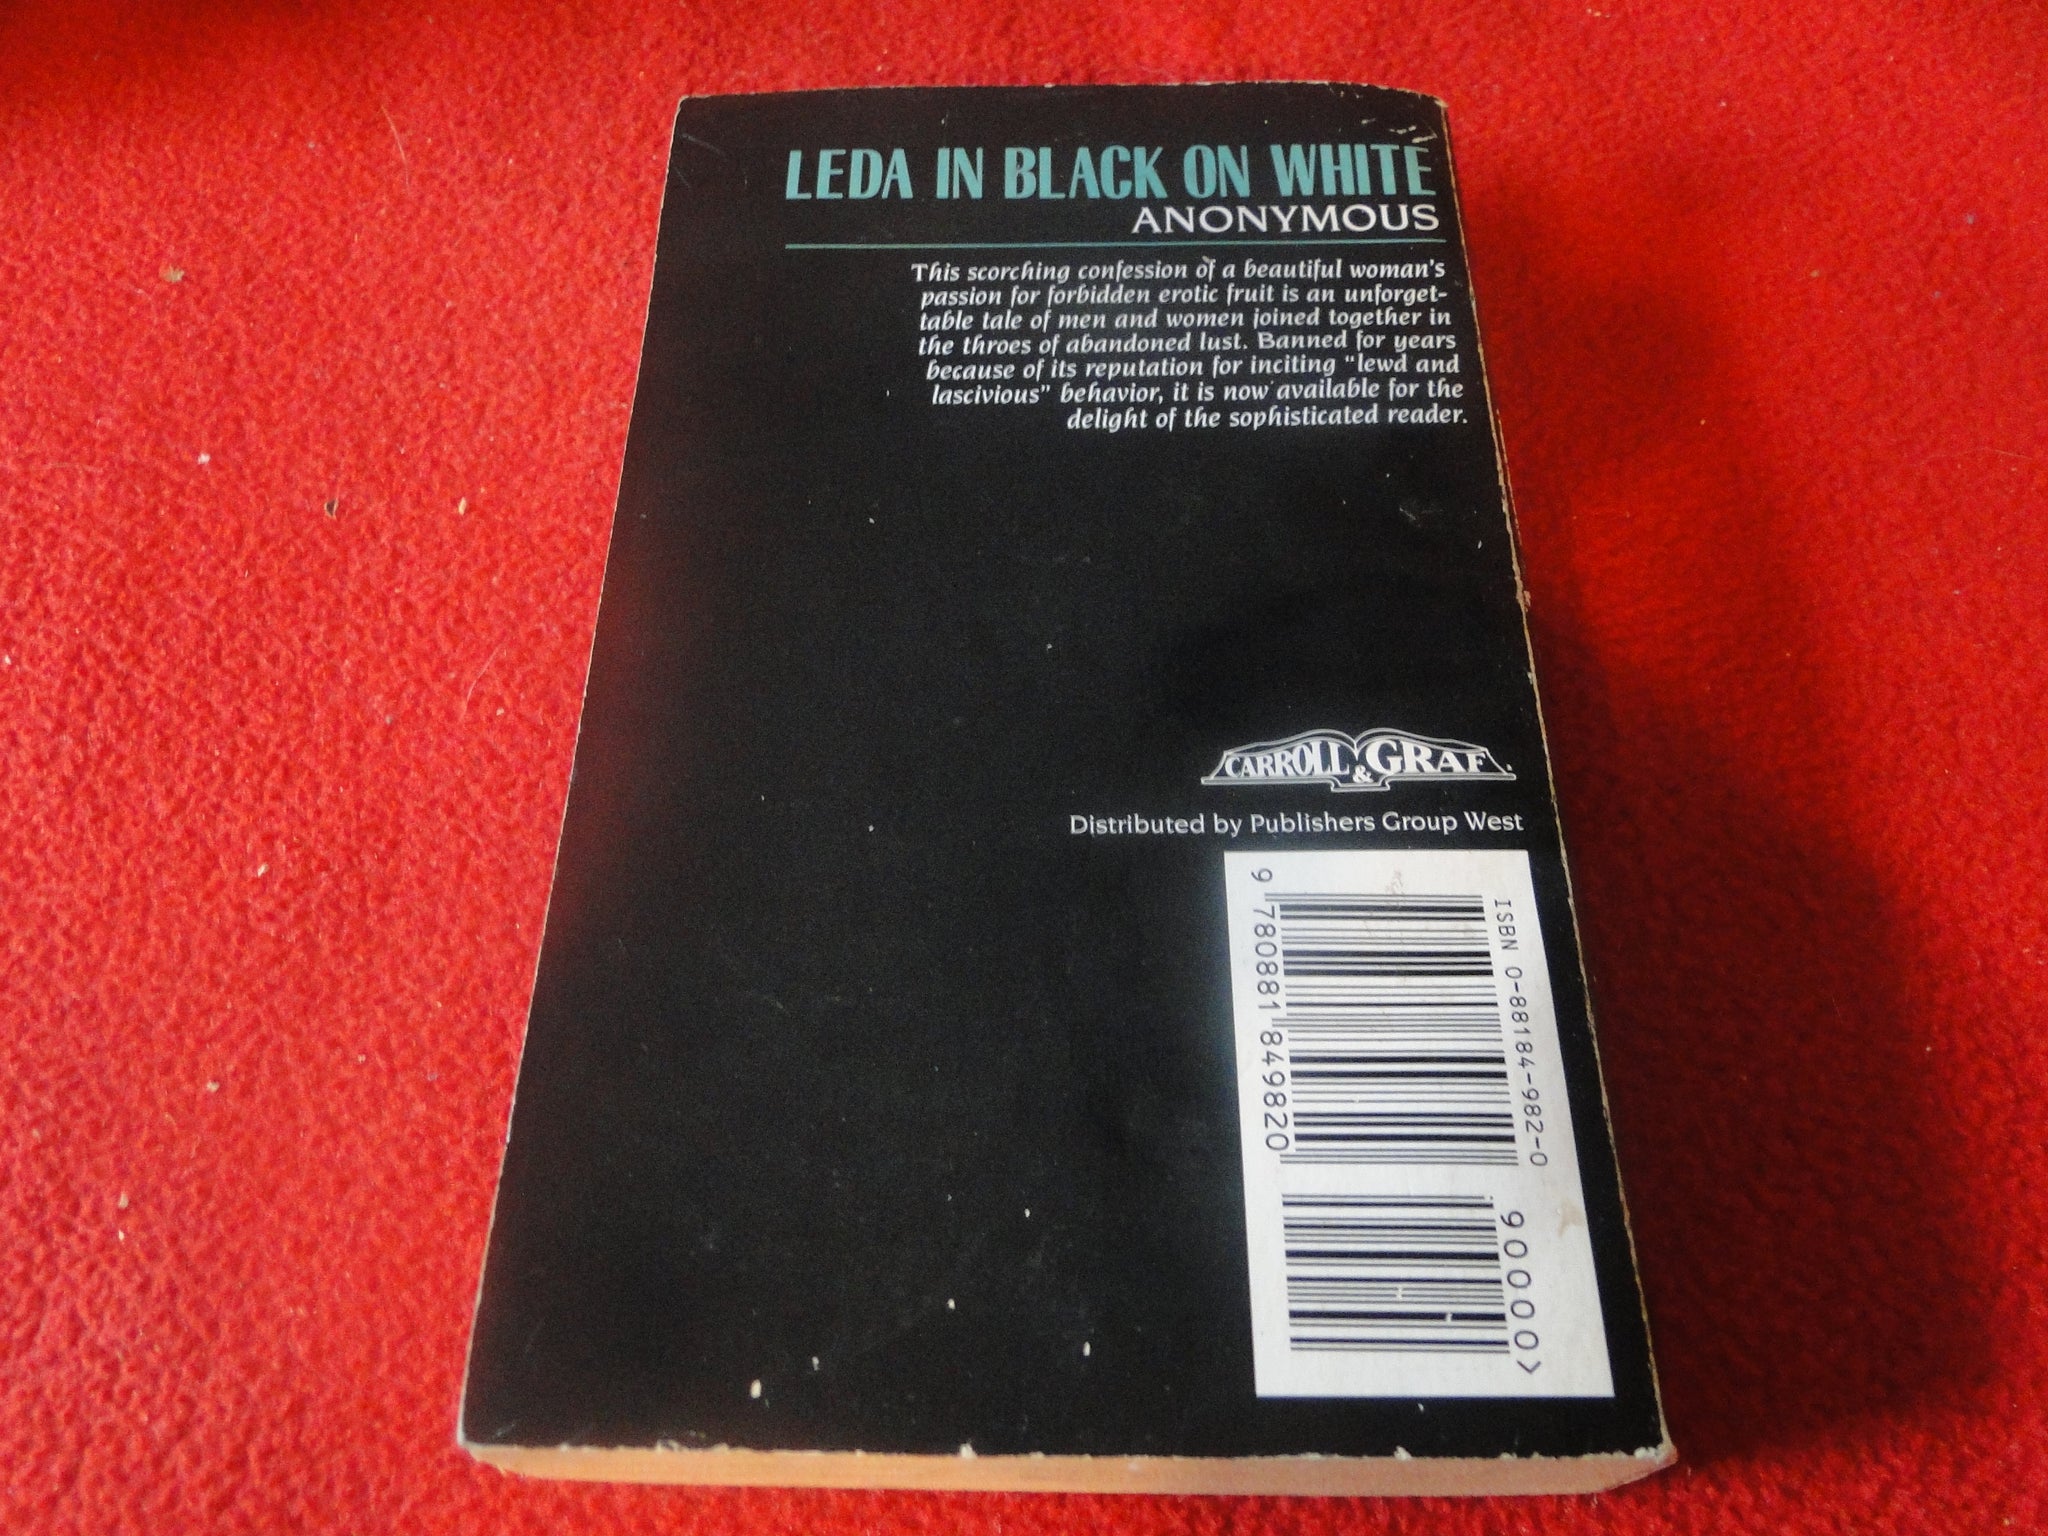 LEDA IN BLACK ON WHITE
ANONYMOUS
This scorching confession of a beautiful woman's
passion for forbidden erotic fruit is an unforget-
table tale of men and women joined together in
the throes of abandoned lust. Banned for years
because of its reputation for inciting "lewd and
lascivious" behavior, it is now available for the
delight of the sophisticated reader.
CARROLL & GRAF
Distributed by Publishers Group West
ISBN 0-88184-982-0
9 780881 849820
90000>